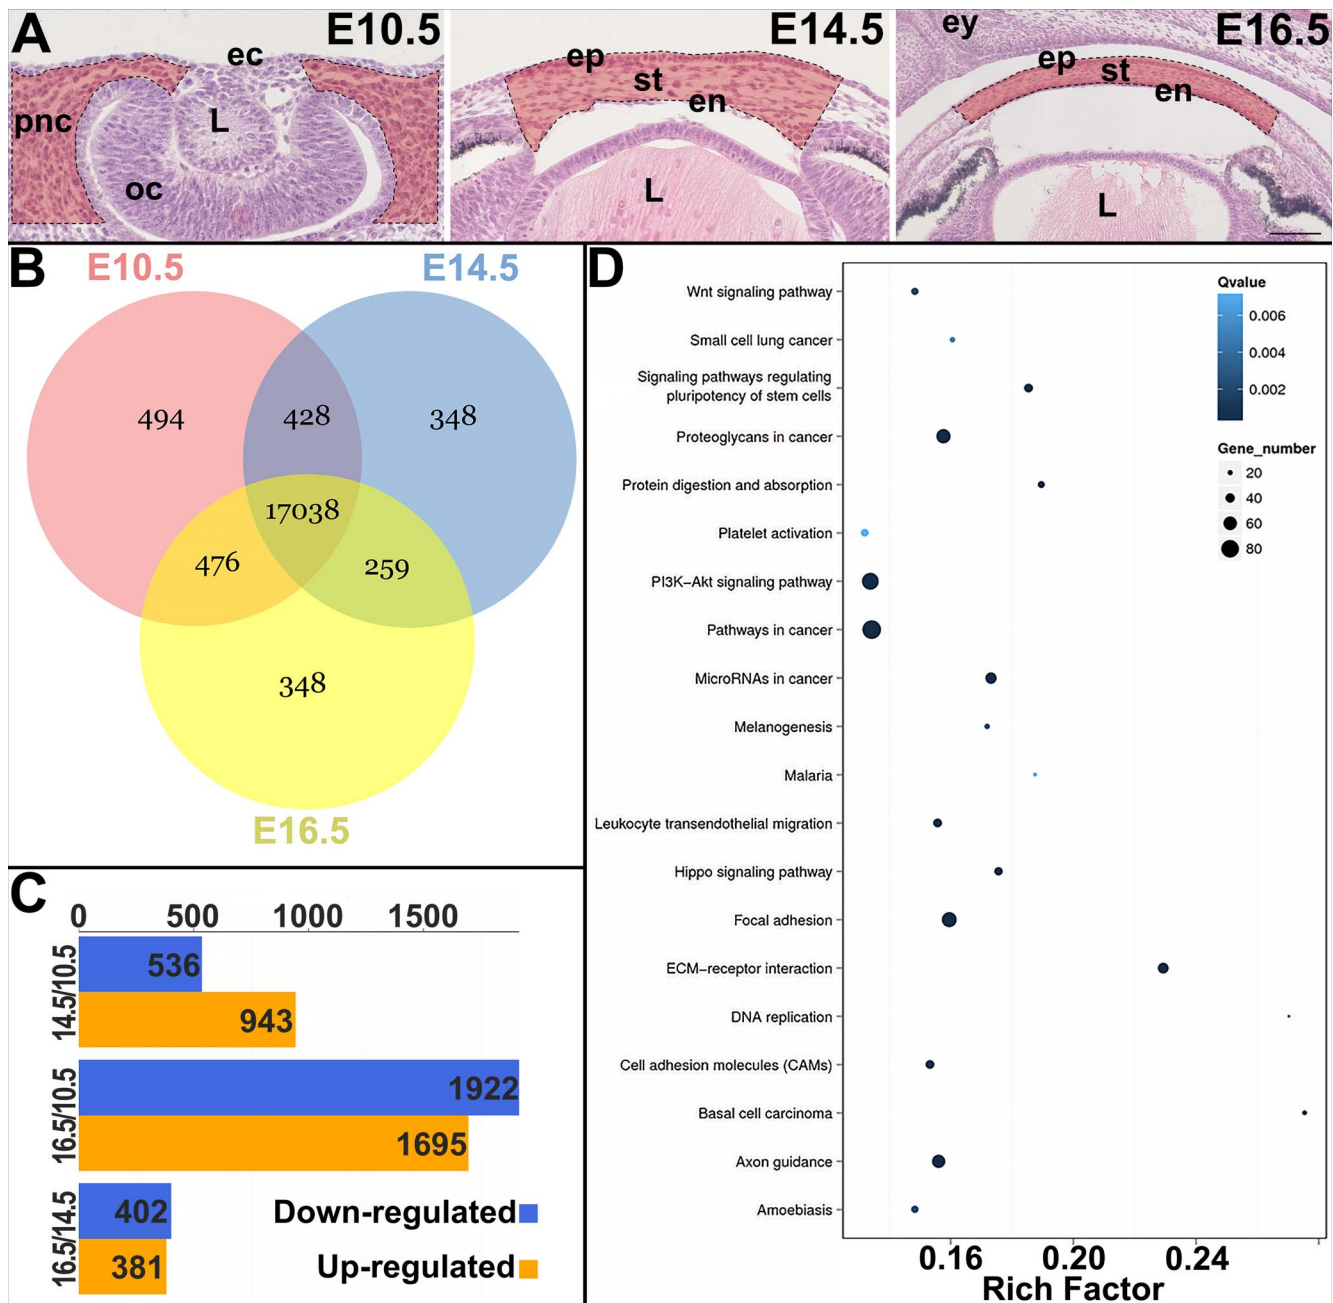 A
E10.5
ec
pnc
L
oc
E14.5
ep
st
en
L
E16.5
ey
ep
st
en
L
B
E10.5
E14.5
494
428
348
17038
476
259
348
E16.5
C
0 500 1000 1500
14.5/10.5
536
943
16.5/10.5
1922
1695
16.5/14.5
402
381
Down-regulated
Up-regulated
D
Wnt signaling pathway
Small cell lung cancer
Signaling pathways regulating
pluripotency of stem cells
Proteoglycans in cancer
Protein digestion and absorption
Platelet activation
PI3K−Akt signaling pathway
Pathways in cancer
MicroRNAs in cancer
Melanogenesis
Malaria
Leukocyte transendothelial migration
Hippo signaling pathway
Focal adhesion
ECM−receptor interaction
DNA replication
Cell adhesion molecules (CAMs)
Basal cell carcinoma
Axon guidance
Amoebiasis
Qvalue
0.006
0.004
0.002
Gene_number
20
40
60
80
0.16 0.20 0.24
Rich Factor